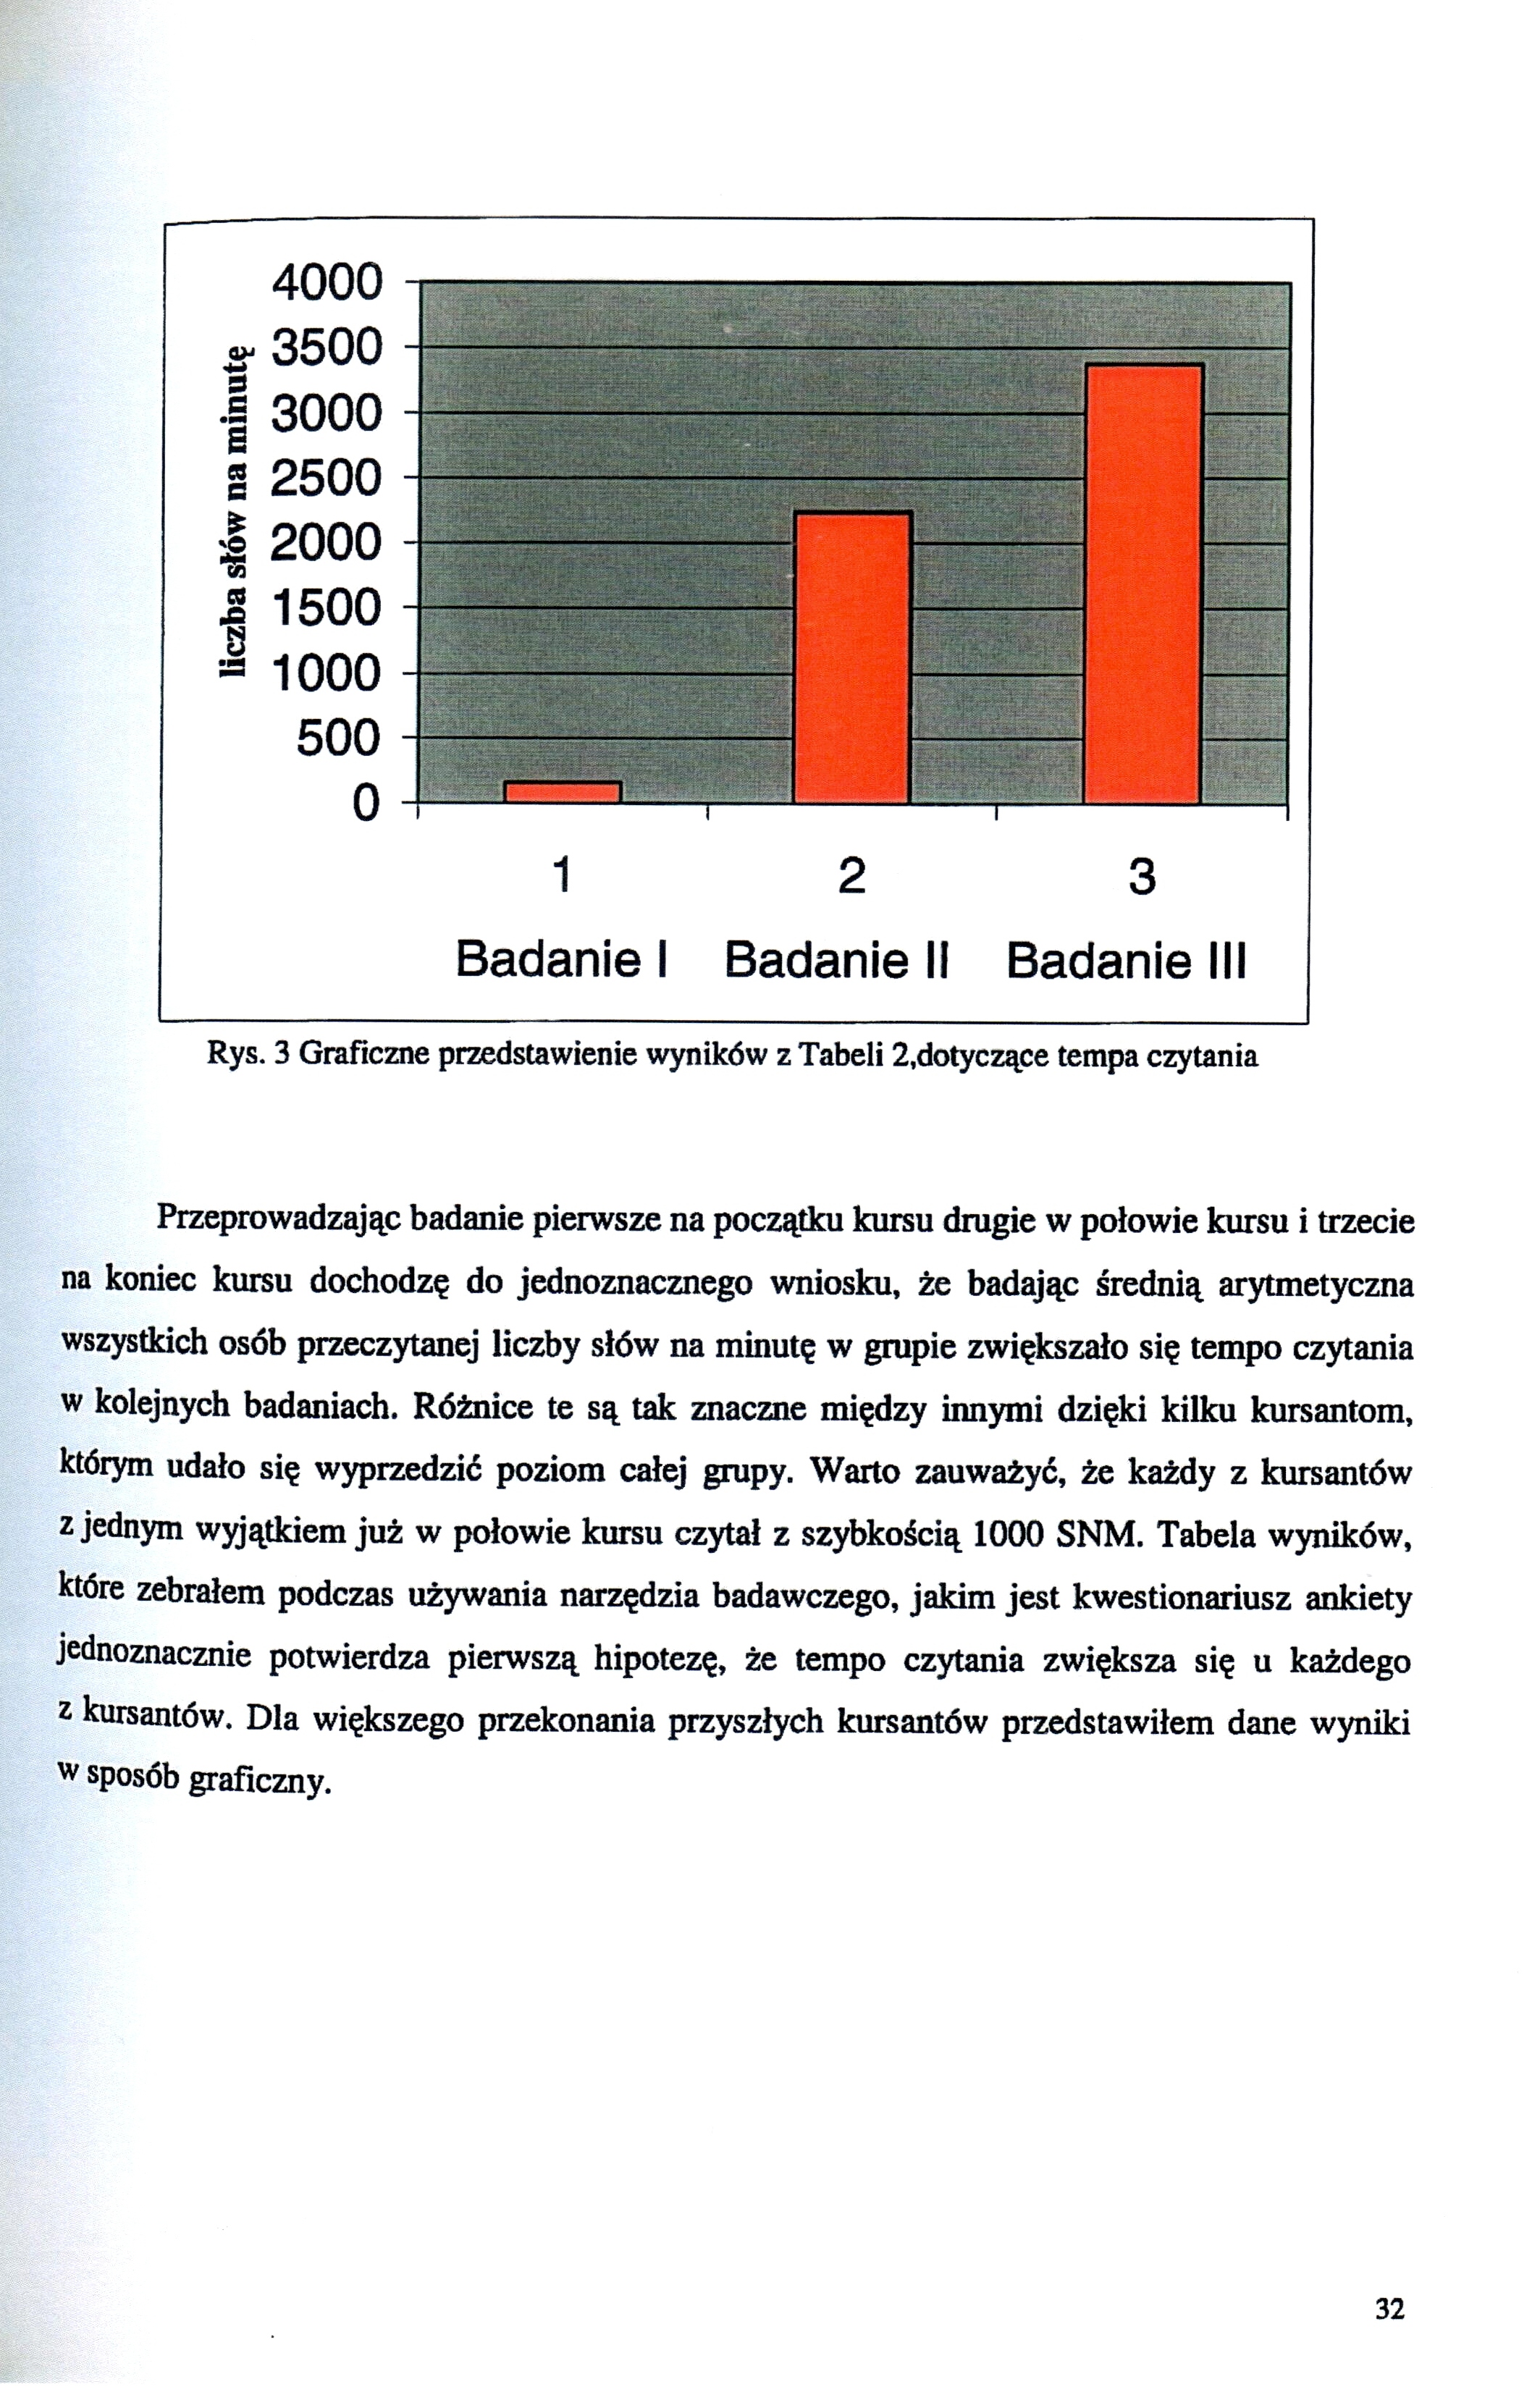 4000
3500
3000
2500
2000
1500
1000
500
0
liczba słów na minutę
1 2 3
Badanie I Badanie II Badanie III
Rys. 3 Graficzne przedstawienie wyników z Tabeli 2,dotyczące tempa czytania
Przeprowadzając badanie pierwsze na początku kursu drugie w połowie kursu i trzecie
na koniec kursu dochodzę do jednoznacznego wniosku, że badając średnią arytmetyczna
wszystkich osób przeczytanej liczby słów na minutę w grupie zwiększało się tempo czytania
w kolejnych badaniach. Różnice te są tak znaczne między innymi dzięki kilku kursantom,
którym udało się wyprzedzić poziom całej grupy. Warto zauważyć, że każdy z kursantów
z jednym wyjątkiem już w połowie kursu czytał z szybkością 1000 SNM. Tabela wyników,
które zebrałem podczas używania narzędzia badawczego, jakim jest kwestionariusz ankiety
jednoznacznie potwierdza pierwszą hipotezę, że tempo czytania zwiększa się u każdego
z kursantów. Dla większego przekonania przyszłych kursantów przedstawiłem dane wyniki
w sposób graficzny.
32